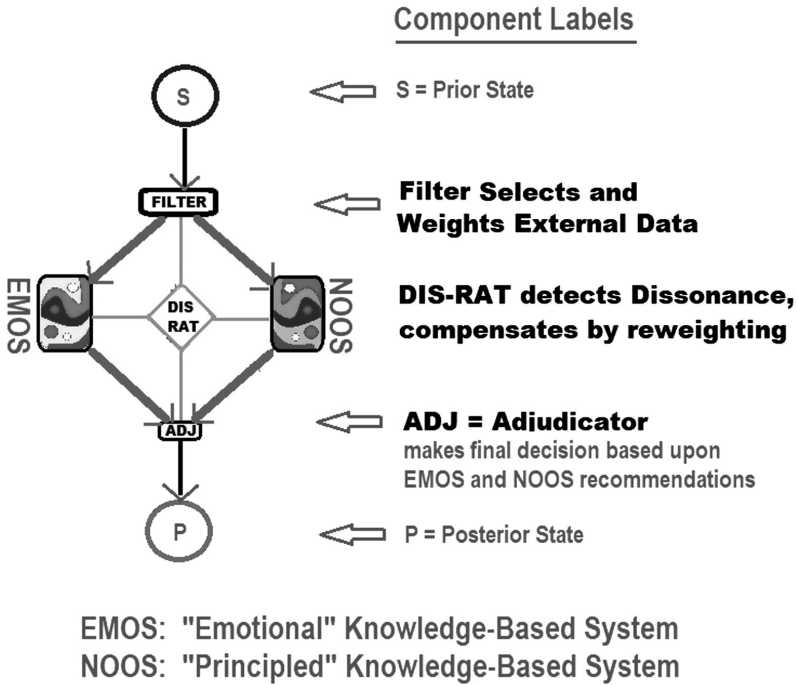 Component Labels
S
S = Prior State
FILTER
Filter Selects and
Weights External Data
EMOS
DIS
RAT
NOOS
DIS-RAT detects Dissonance,
compensates by reweighting
ADJ
ADJ = Adjudicator
makes final decision based upon
EMOS and NOOS recommendations
P
P = Posterior State
EMOS: "Emotional" Knowledge-Based System
NOOS: "Principled" Knowledge-Based System